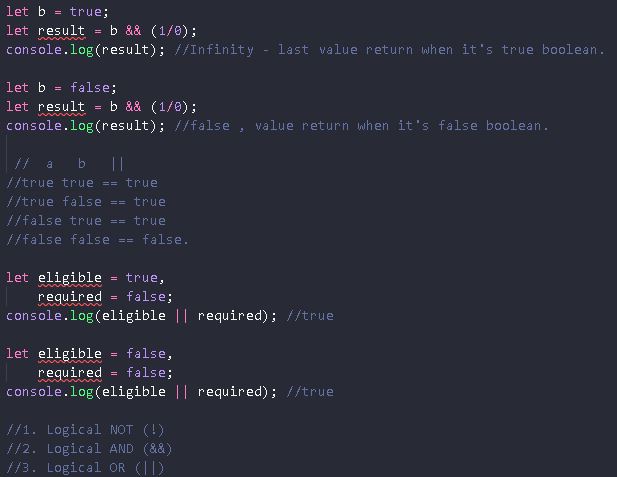 let b = true;
let result = b && (1/0);
console.log(result); //Infinity - last value return when it's true boolean.
let b = false;
let result = b && (1/0);
console.log(result); //false , value return when it's false boolean.
// a b ||
//true true == true
//true false == true
//false true == true
//false false == false.
let eligible = true,
required = false;
console.log(eligible || required); //true
let eligible = false,
required = false;
console.log(eligible || required); //true
//1. Logical NOT (!)
//2. Logical AND (&&)
//3. Logical OR (||)